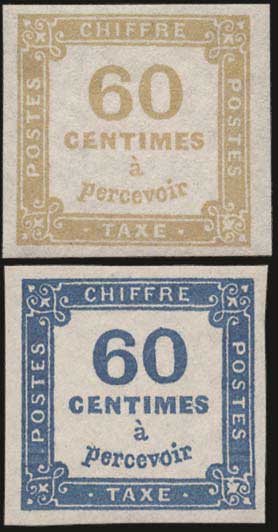 CHIFFRE
POSTES
60
CENTIMES
à
percevoir
POSTES
· TAXE ·
CHIFFRE
POSTES
60
CENTIMES
à
percevoir
POSTES
· TAXE ·